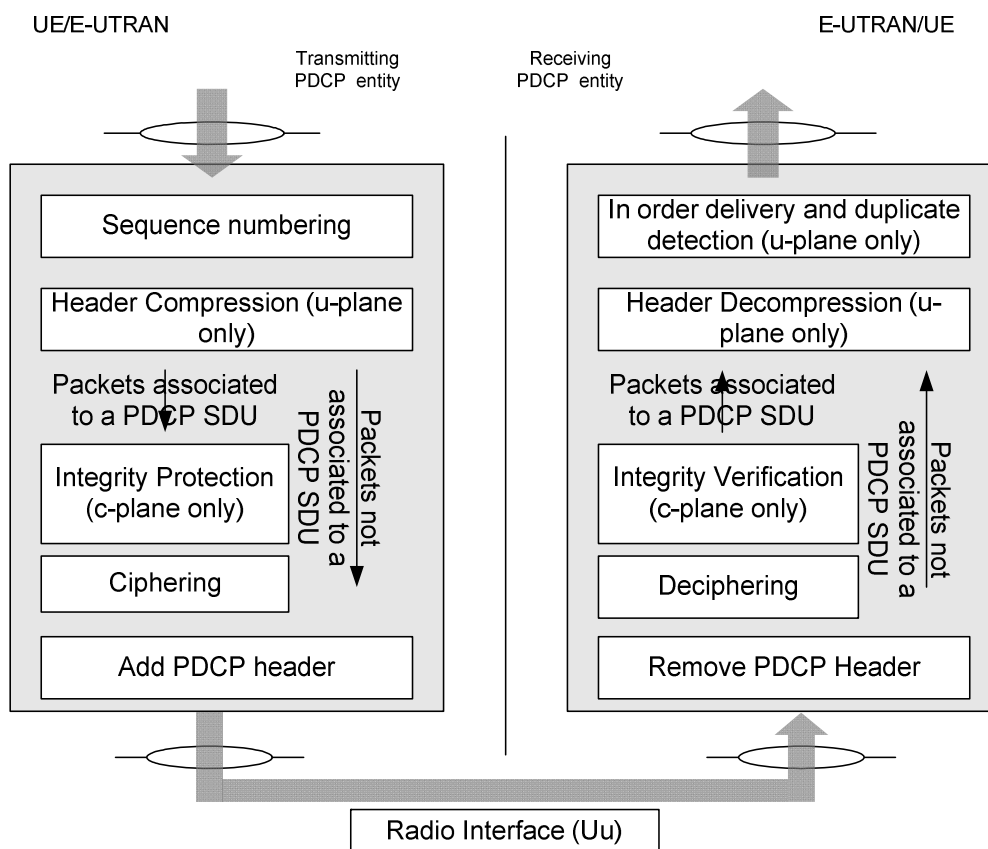 UE/E-UTRAN
E-UTRAN/UE
Transmitting
PDCP entity
Receiving
PDCP entity
Sequence numbering
Header Compression (u-plane
only)
Packets associated
to a PDCP SDU
Packets not
associated to a
PDCP SDU
Integrity Protection
(c-plane only)
Ciphering
Add PDCP header
In order delivery and duplicate
detection (u-plane only)
Header Decompression (u-
plane only)
Packets associated
to a PDCP SDU
Packets not
associated to a
PDCP SDU
Integrity Verification
(c-plane only)
Deciphering
Remove PDCP Header
Radio Interface (Uu)